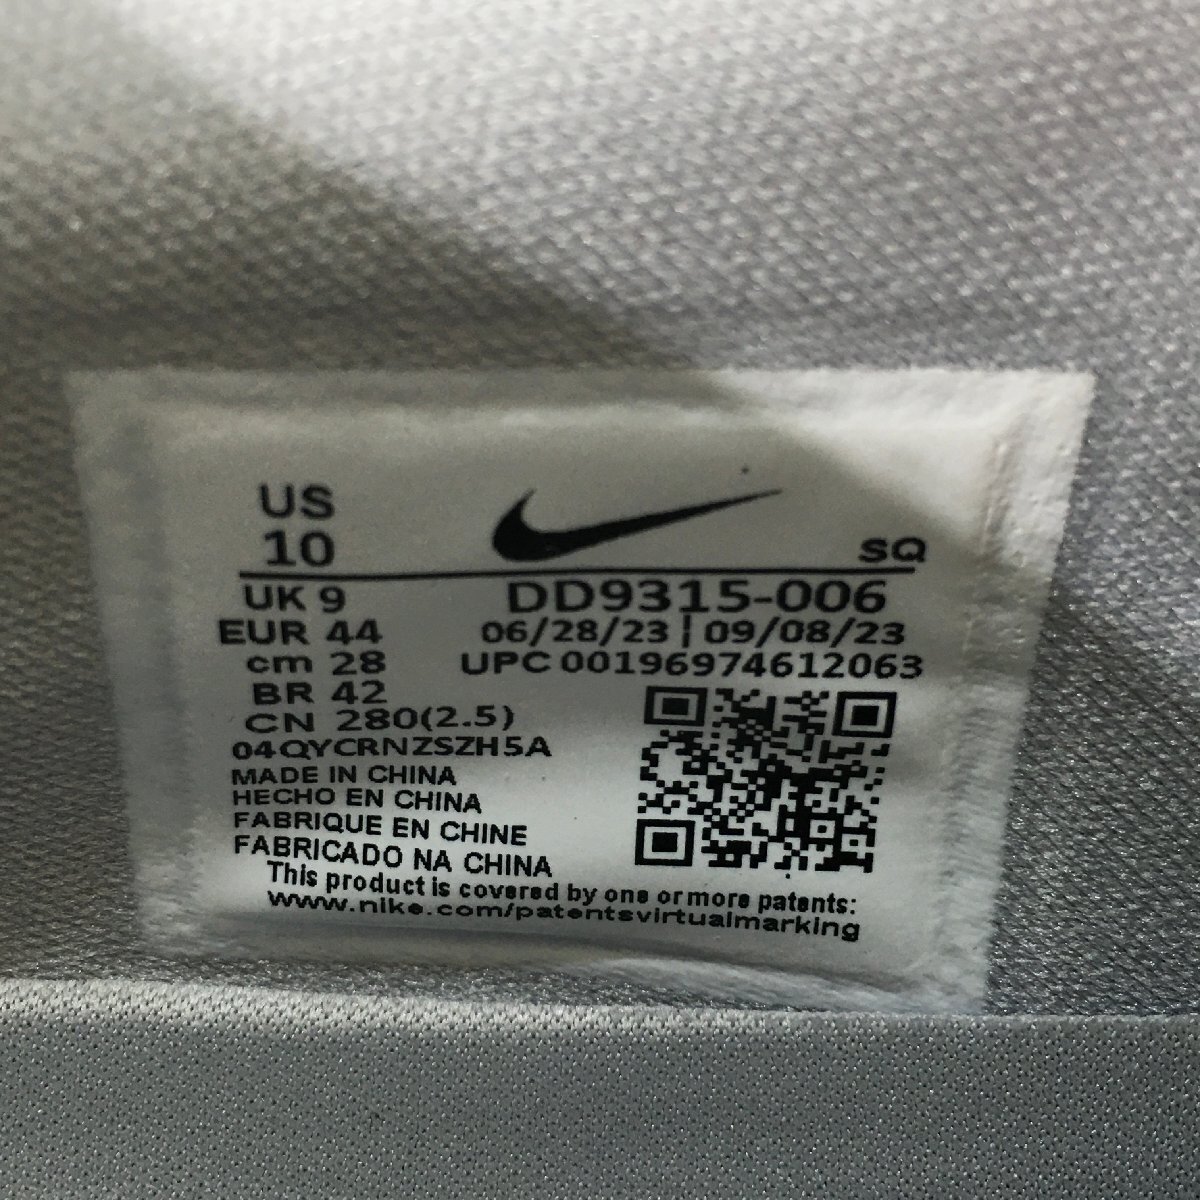 US
10
SQ
UK 9
DD9315-006
EUR 44
06/28/23 | 09/08/23
cm 28
UPC 00196974612063
BR 42
CN 280(2.5)
04QYCRNZSZH5A
MADE IN CHINA
HECHO EN CHINA
FABRIQUE EN CHINE
FABRICADO NA CHINA
This product is covered by one or more patents:
www.nike.com/patentsvirtualmarking